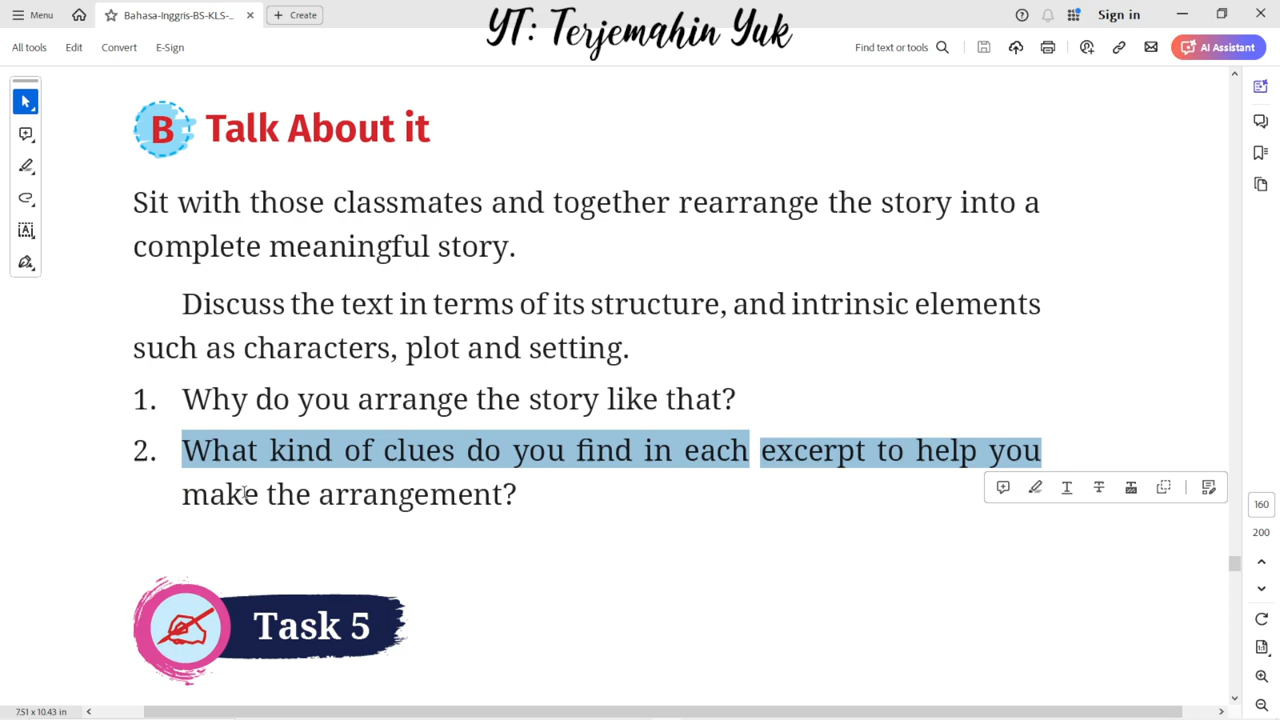 Menu
Bahasa-Inggris-BS-KLS-...
Create
YT: Terjemahin Yuk
Sign in
All tools
Edit
Convert
E-Sign
Find text or tools
AI Assistant
B Talk About it
Sit with those classmates and together rearrange the story into a
complete meaningful story.
Discuss the text in terms of its structure, and intrinsic elements
such as characters, plot and setting.
1. Why do you arrange the story like that?
2. What kind of clues do you find in each excerpt to help you
make the arrangement?
Task 5
160
200
7.51 x 10.43 in